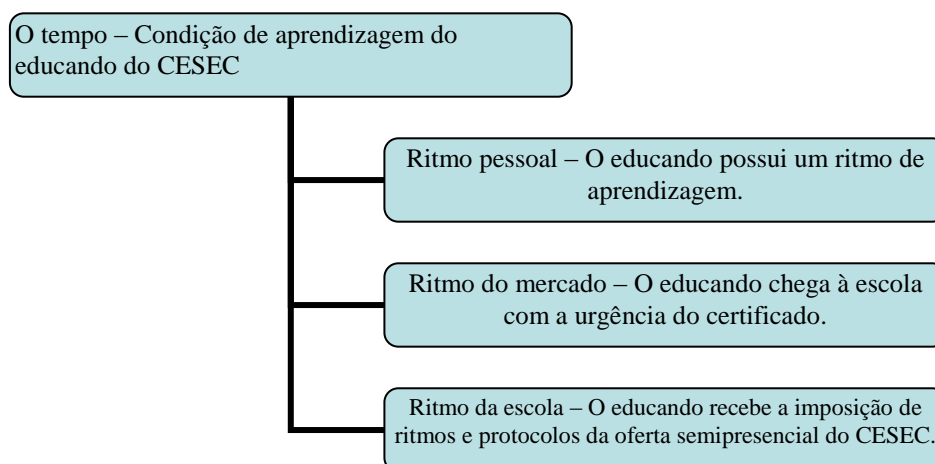 O tempo – Condição de aprendizagem do
educando do CESEC
Ritmo pessoal – O educando possui um ritmo de
aprendizagem.
Ritmo do mercado – O educando chega à escola
com a urgência do certificado.
Ritmo da escola – O educando recebe a imposição de
ritmos e protocolos da oferta semipresencial do CESEC.